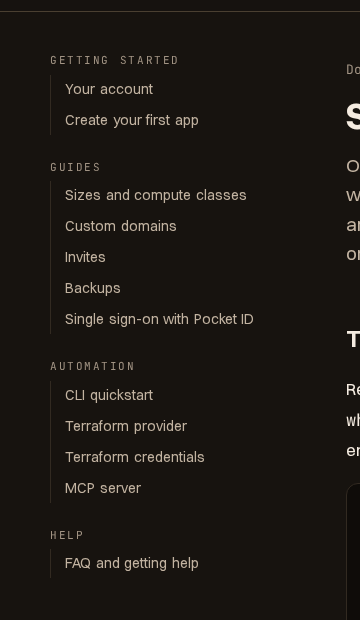 GETTING STARTED
Your account
Create your first app
GUIDES
Sizes and compute classes
Custom domains
Invites
Backups
Single sign-on with Pocket ID
AUTOMATION
CLI quickstart
Terraform provider
Terraform credentials
MCP server
HELP
FAQ and getting help